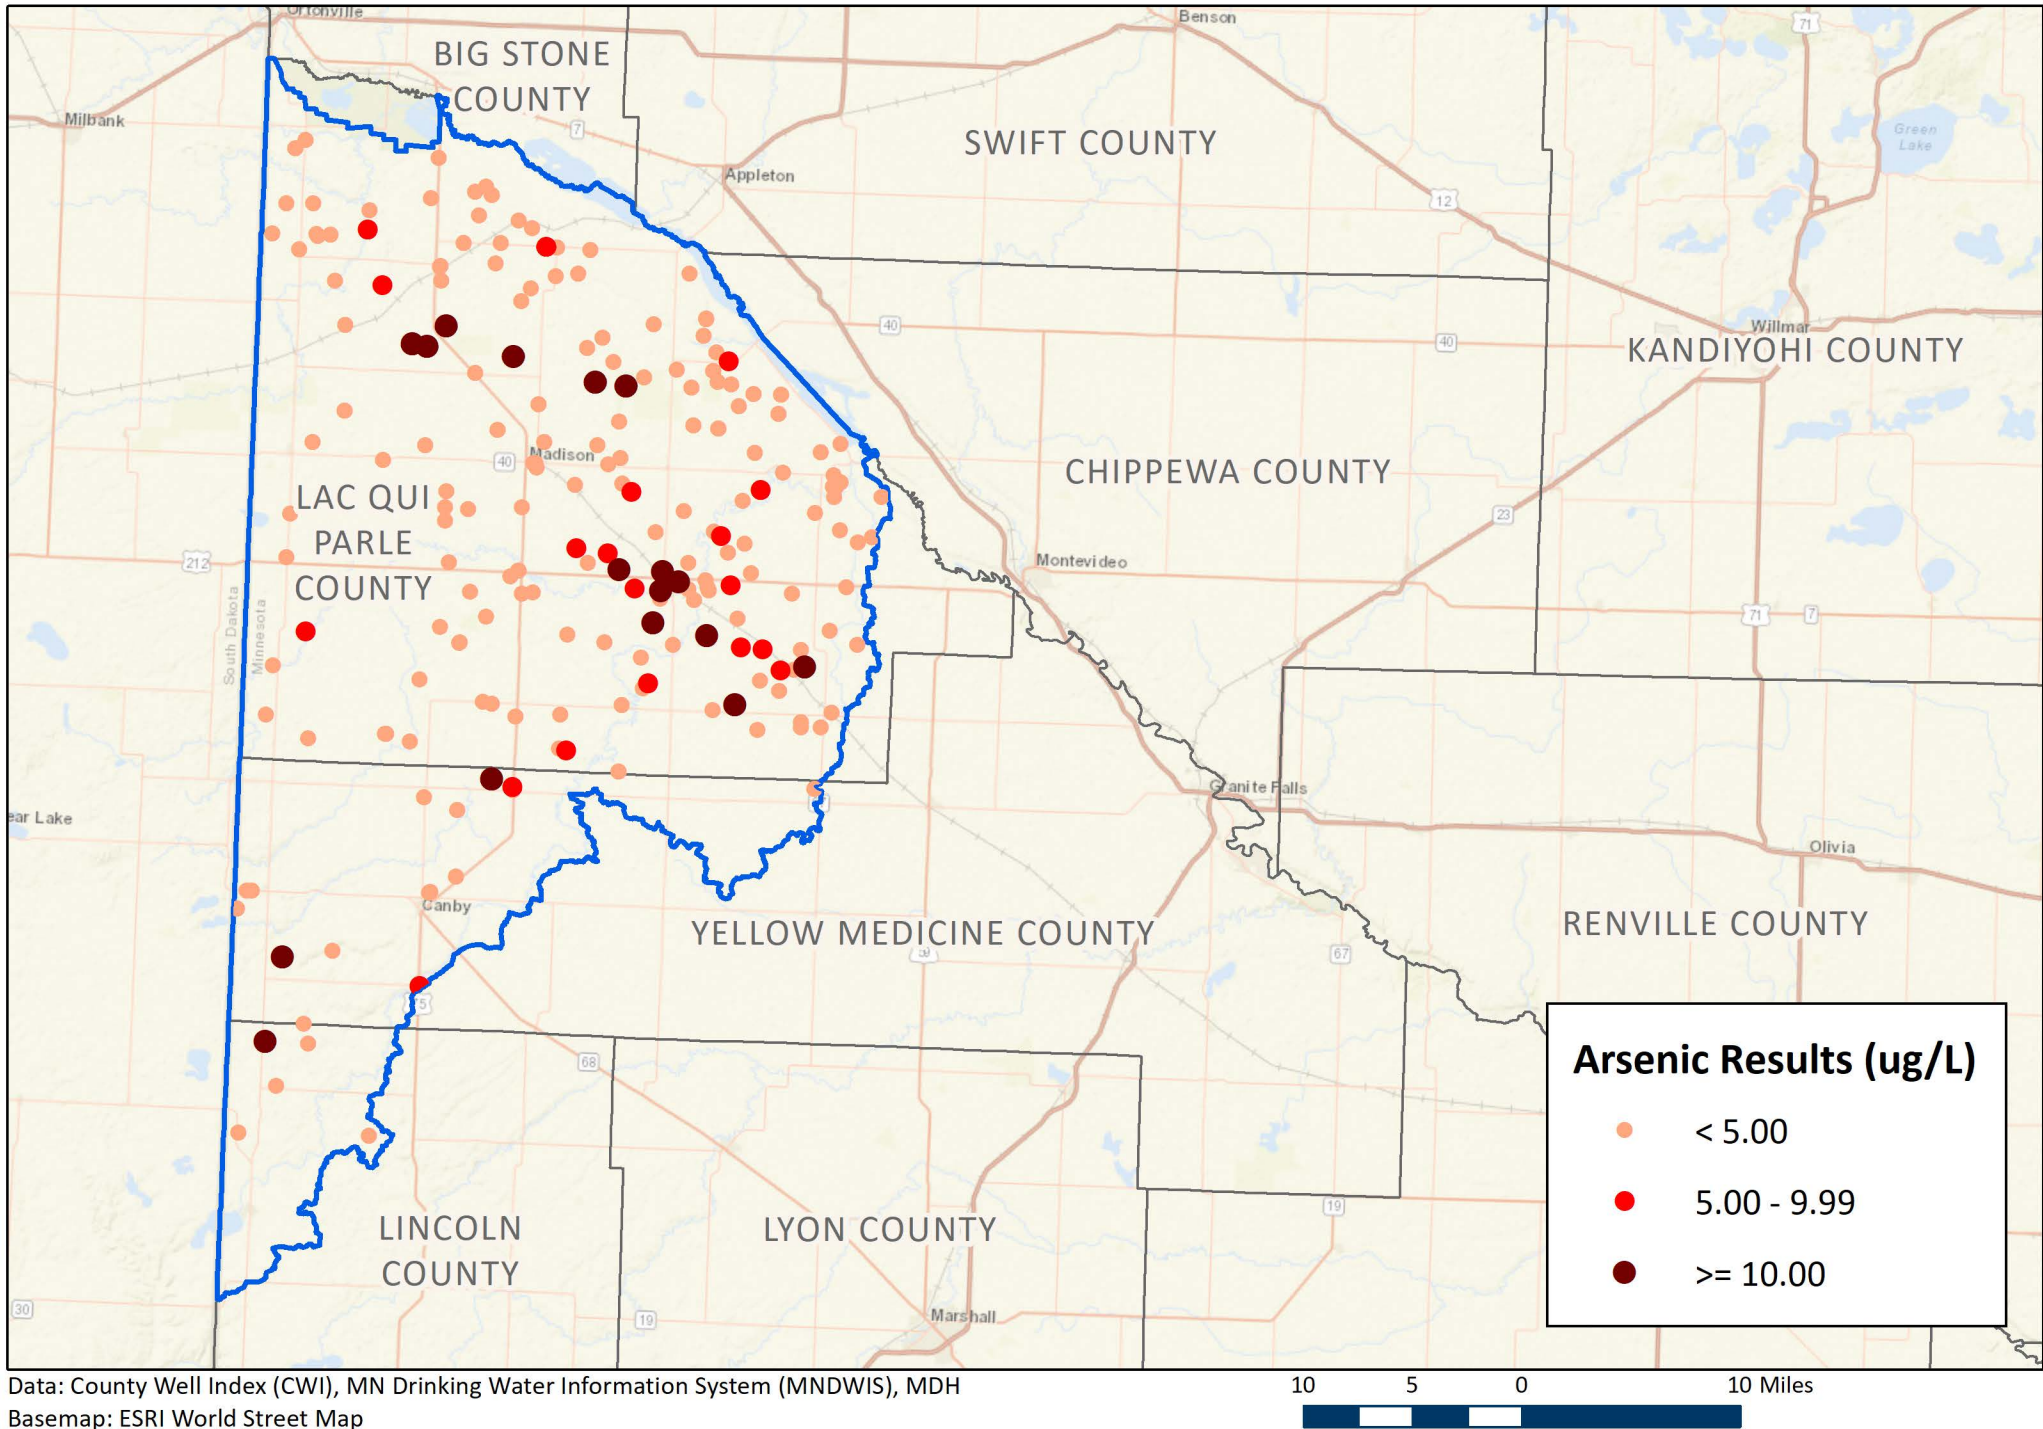 Ortonville
Benson
71
BIG STONE
COUNTY
Milbank
7
SWIFT COUNTY
Green
Lake
Appleton
12
40
40
Willmar
KANDIYOHI COUNTY
Madison
40
CHIPPEWA COUNTY
LAC QUI
PARLE
COUNTY
23
212
Montevideo
South Dakota
Minnesota
71
7
Granite Falls
ear Lake
Olivia
Canby
YELLOW MEDICINE COUNTY
RENVILLE COUNTY
67
68
LINCOLN
COUNTY
LYON COUNTY
19
30
19
Marshall
Arsenic Results (ug/L)
< 5.00
5.00 - 9.99
>= 10.00
Data: County Well Index (CWI), MN Drinking Water Information System (MNDWIS), MDH
Basemap: ESRI World Street Map
10 5 0 10 Miles